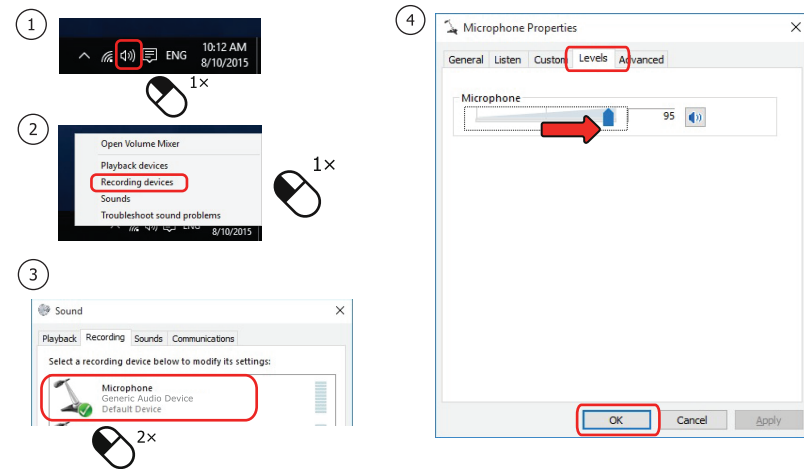 1
10:12 AM
ENG
8/10/2015
1×
2
Open Volume Mixer
Playback devices
Recording devices
Sounds
Troubleshoot sound problems
ENG
8/10/2015
1×
3
Sound
Playback Recording Sounds Communications
Select a recording device below to modify its settings:
Microphone
Generic Audio Device
Default Device
2×
4
Microphone Properties
General Listen Custom Levels Advanced
Microphone
95
OK Cancel Apply